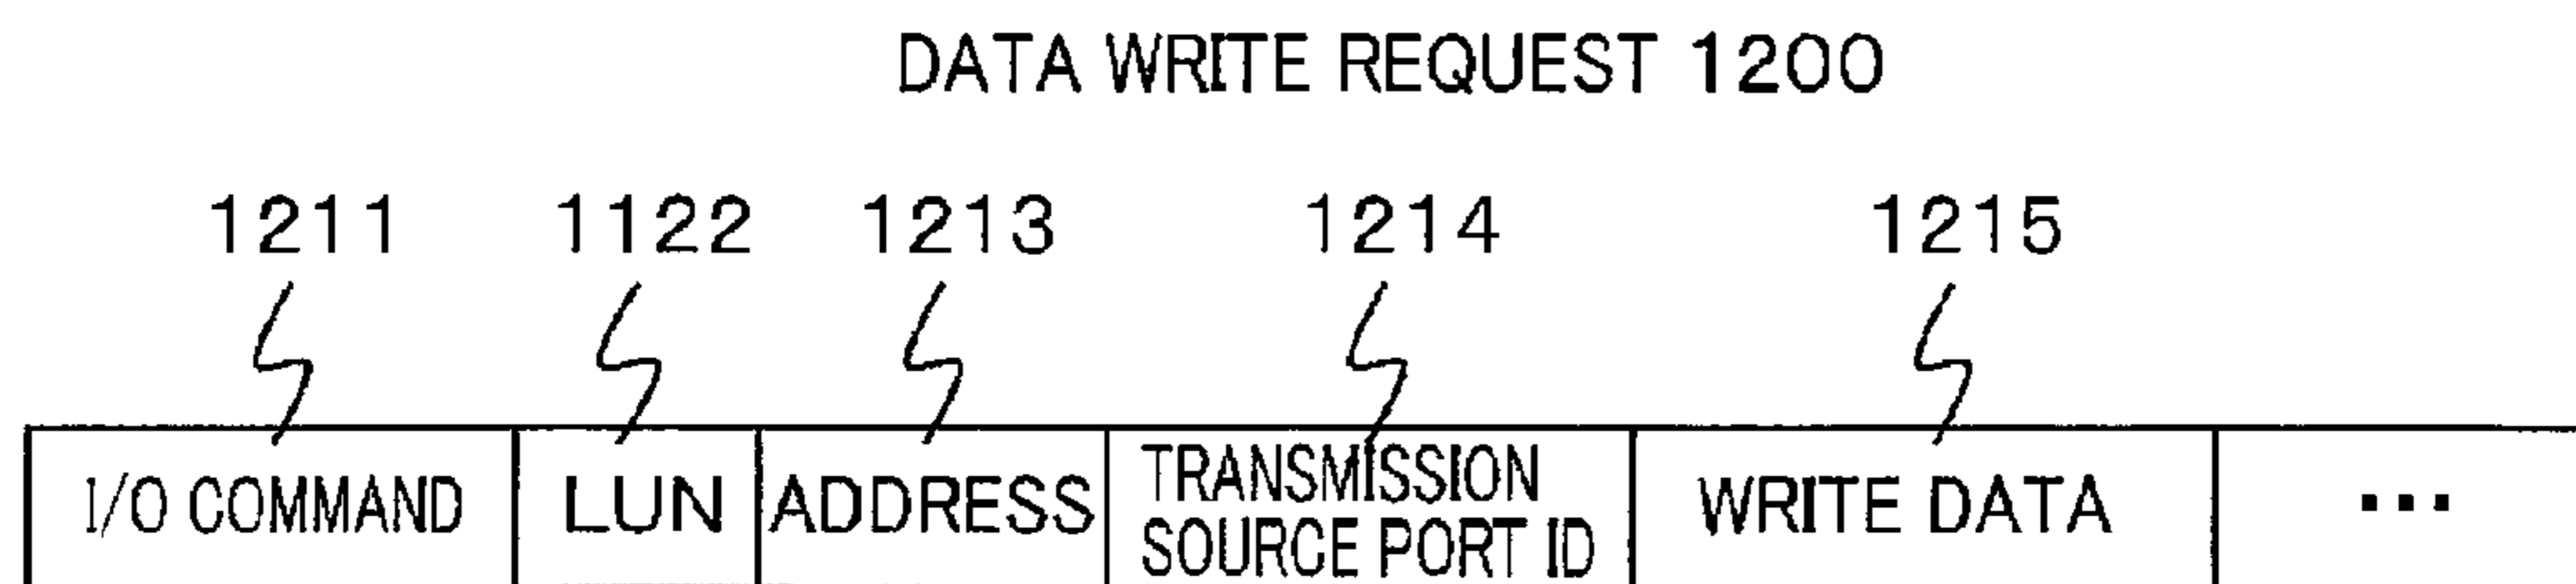 DATA WRITE REQUEST 1200
1211 1122 1213 1214 1215
I/O COMMAND LUN ADDRESS TRANSMISSION SOURCE PORT ID WRITE DATA ...